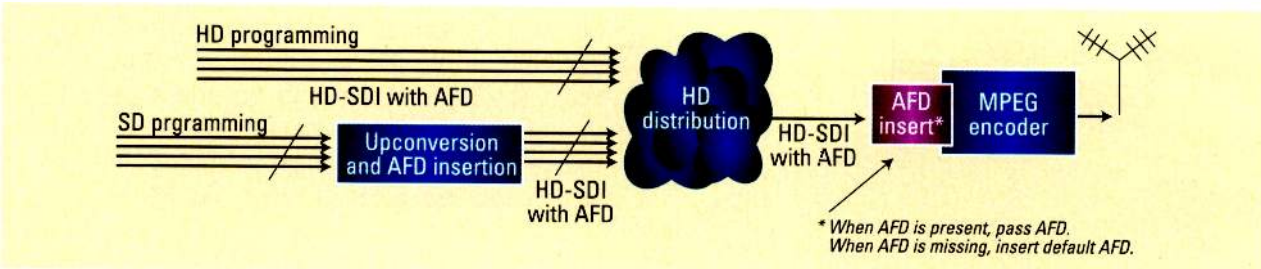 HD programming
HD-SDI with AFD
SD prgramming
Upconversion
and AFD insertion
HD-SDI
with AFD
HD
distribution
HD-SDI
with AFD
AFD
insert*
MPEG
encoder
* When AFD is present, pass AFD.
When AFD is missing, insert default AFD.